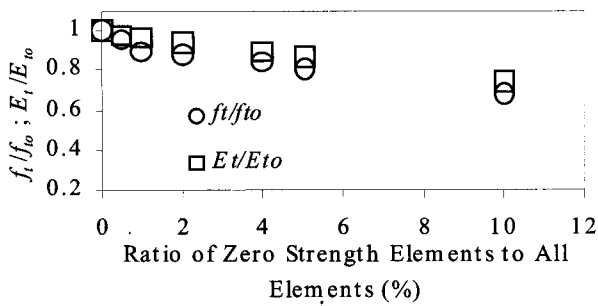 f_t/f_to ; E_t/E_to
1
0.8
0.6
0.4
0.2
ft/fto
Et/Eto
0 2 4 6 8 10 12
Ratio of Zero Strength Elements to All
Elements (%)